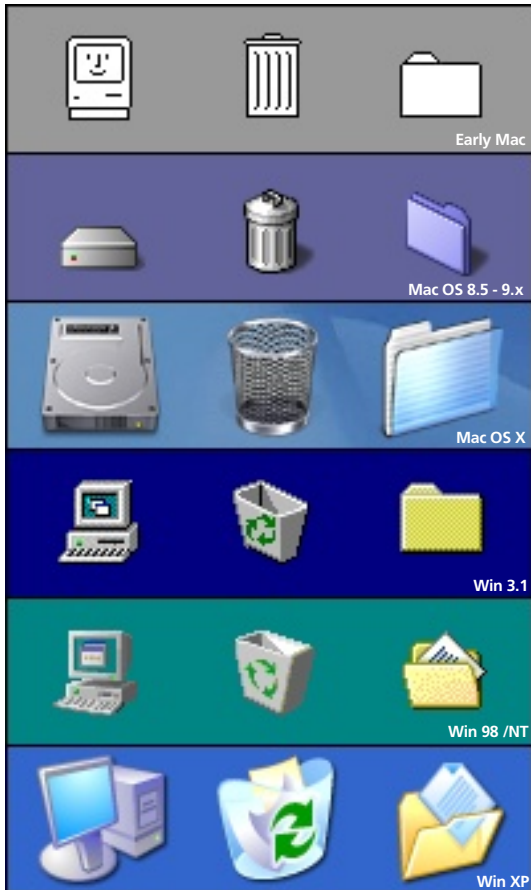 Early Mac
Mac OS 8.5 - 9.x
Mac OS X
Win 3.1
Win 98 /NT
Win XP